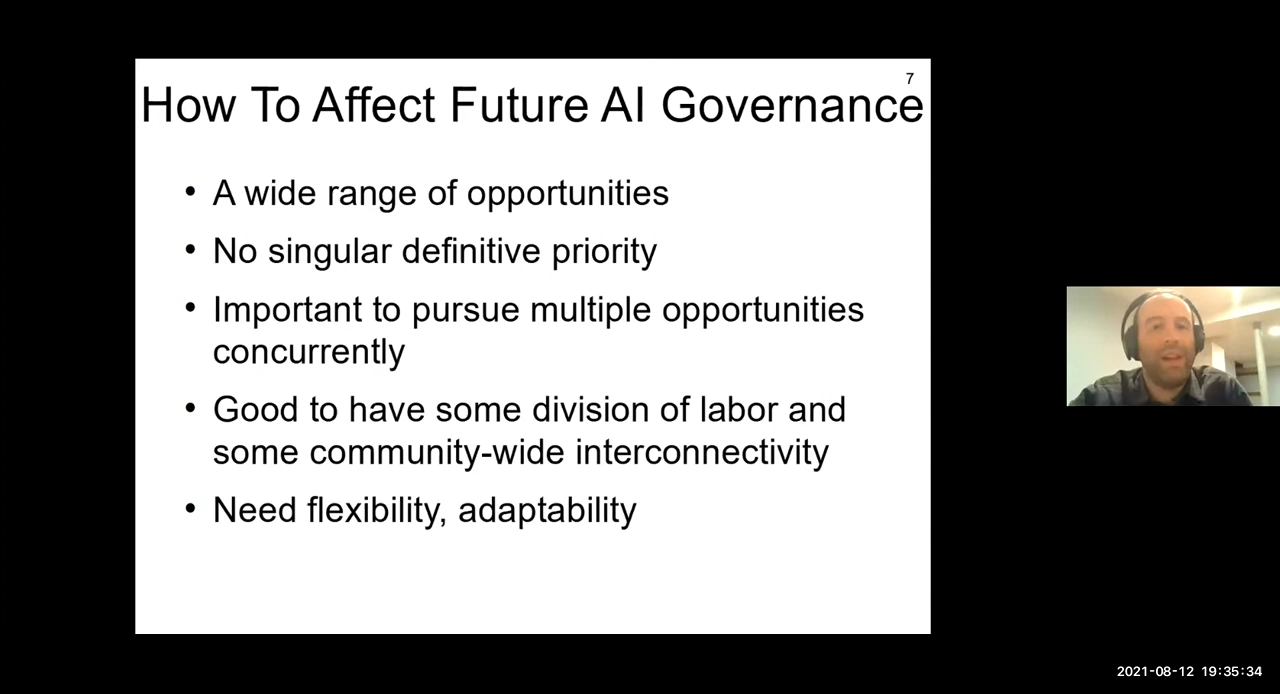 7
How To Affect Future AI Governance
• A wide range of opportunities
• No singular definitive priority
• Important to pursue multiple opportunities
concurrently
• Good to have some division of labor and
some community-wide interconnectivity
• Need flexibility, adaptability
2021-08-12 19:35:34